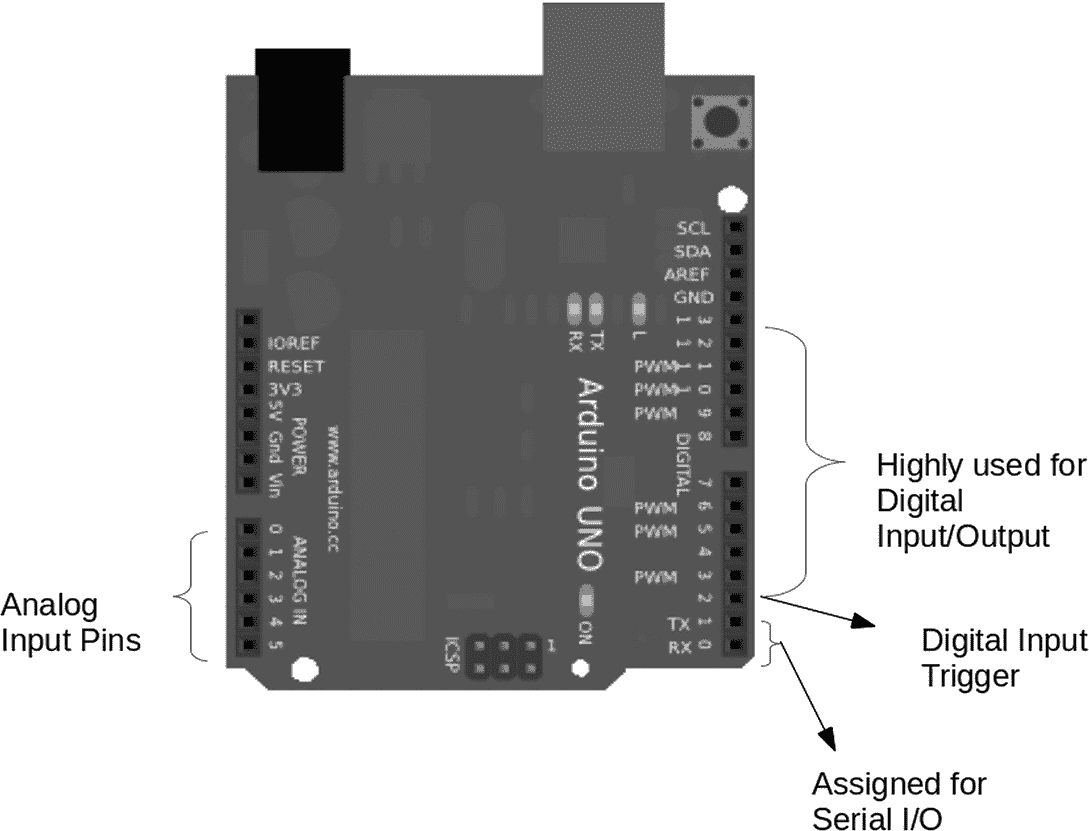 SCL
SDA
AREF
GND
13
12
PWM 11
PWM 10
PWM 9
8
DIGITAL
7
PWM 6
PWM 5
4
PWM 3
2
TX 1
RX 0
RX
TX
L
Arduino UNO
ON
IOREF
RESET
3V3
5V
Gnd
Vin
POWER
www.arduino.cc
0
1
2
3
4
5
ANALOG IN
ICSP
1
Analog
Input Pins
Highly used for
Digital
Input/Output
Digital Input
Trigger
Assigned for
Serial I/O